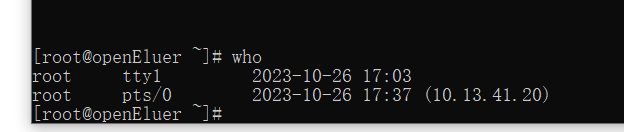 [root@openEluer ~]# who
root     tty1         2023-10-26 17:03
root     pts/0        2023-10-26 17:37 (10.13.41.20)
[root@openEluer ~]#